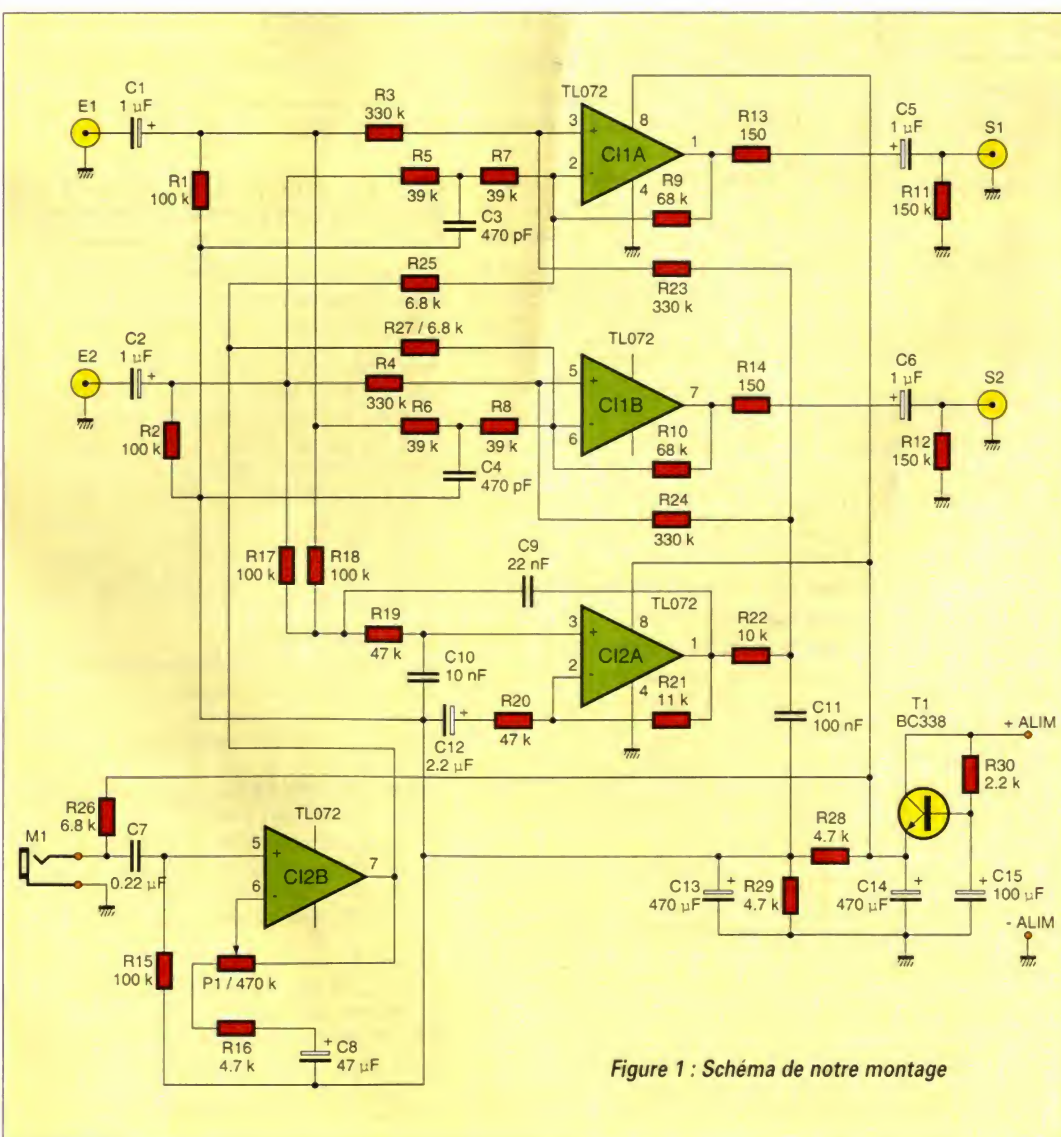 E1
C1
1 µF
+
R1
100 k
R3
330 k
R5
39 k
R7
39 k
C3
470 pF
TL072
3
+
2
-
CI1A
8
1
4
R9
68 k
R13
150
C5
1 µF
+
S1
R11
150 k
R25
6.8 k
R23
330 k
R27 / 6.8 k
E2
C2
1 µF
+
R2
100 k
R4
330 k
R6
39 k
R8
39 k
C4
470 pF
TL072
5
+
6
-
CI1B
7
R10
68 k
R14
150
C6
1 µF
+
S2
R12
150 k
R24
330 k
R17
100 k
R18
100 k
C9
22 nF
R19
47 k
C10
10 nF
TL072
3
+
2
-
CI2A
8
1
4
R22
10 k
R21
11 k
C12
2.2 µF
+
R20
47 k
C11
100 nF
T1
BC338
+ ALIM
R30
2.2 k
R26
6.8 k
M1
C7
0.22 µF
TL072
5
+
6
-
CI2B
7
R28
4.7 k
C13
470 µF
+
R29
4.7 k
C14
470 µF
+
C15
100 µF
+
- ALIM
R15
100 k
P1 / 470 k
R16
4.7 k
C8
47 µF
+
Figure 1 : Schéma de notre montage